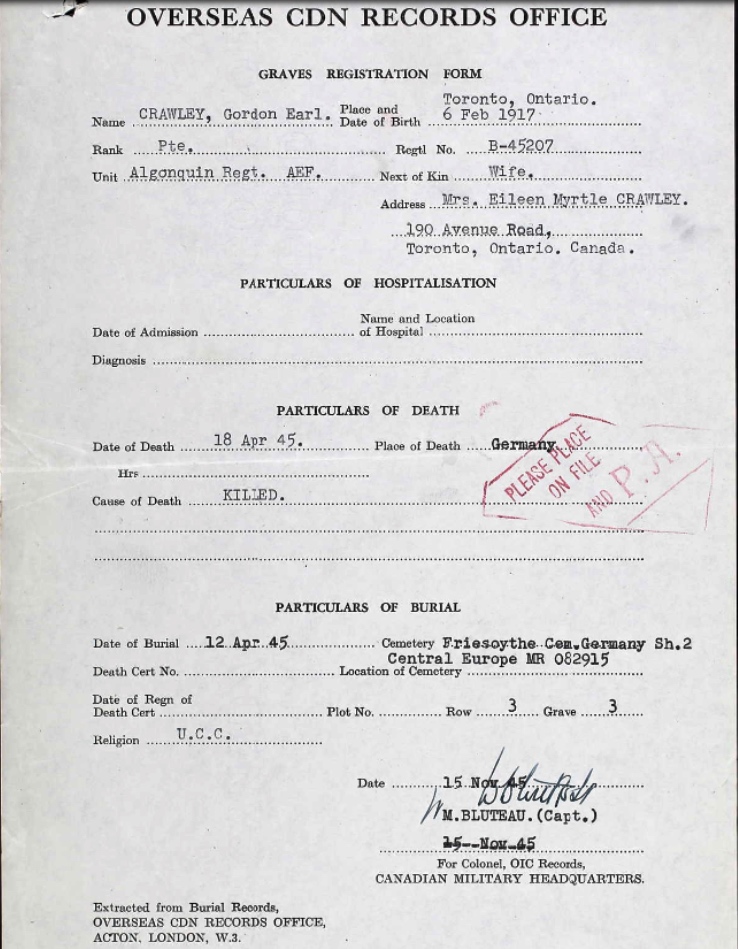 OVERSEAS CDN RECORDS OFFICE
GRAVES REGISTRATION FORM
Name CRAWLEY, Gordon Earl. Place and Date of Birth Toronto, Ontario. 6 Feb 1917
Rank Pte. Regtl No. B-45207
Unit Algonquin Regt. AEF. Next of Kin Wife.
Address Mrs. Eileen Myrtle CRAWLEY.
190 Avenue Road,
Toronto, Ontario. Canada.
PARTICULARS OF HOSPITALISATION
Date of Admission Name and Location of Hospital
Diagnosis
PARTICULARS OF DEATH
Date of Death 18 Apr 45. Place of Death Germany
Hrs
Cause of Death KILLED.
PLEASE PLACE
ON FILE
AND P.A.
PARTICULARS OF BURIAL
Date of Burial 12 Apr 45 Cemetery Friesoythe Cem.Germany Sh.2
Central Europe MR 082915
Death Cert No. Location of Cemetery
Date of Regn of
Death Cert Plot No. Row 3 Grave 3
Religion U.C.C.
Date 15 Nov 45
M.BLUTEAU.(Capt.)
15--Nov-45
For Colonel, OIC Records,
CANADIAN MILITARY HEADQUARTERS.
Extracted from Burial Records,
OVERSEAS CDN RECORDS OFFICE,
ACTON, LONDON, W.3.